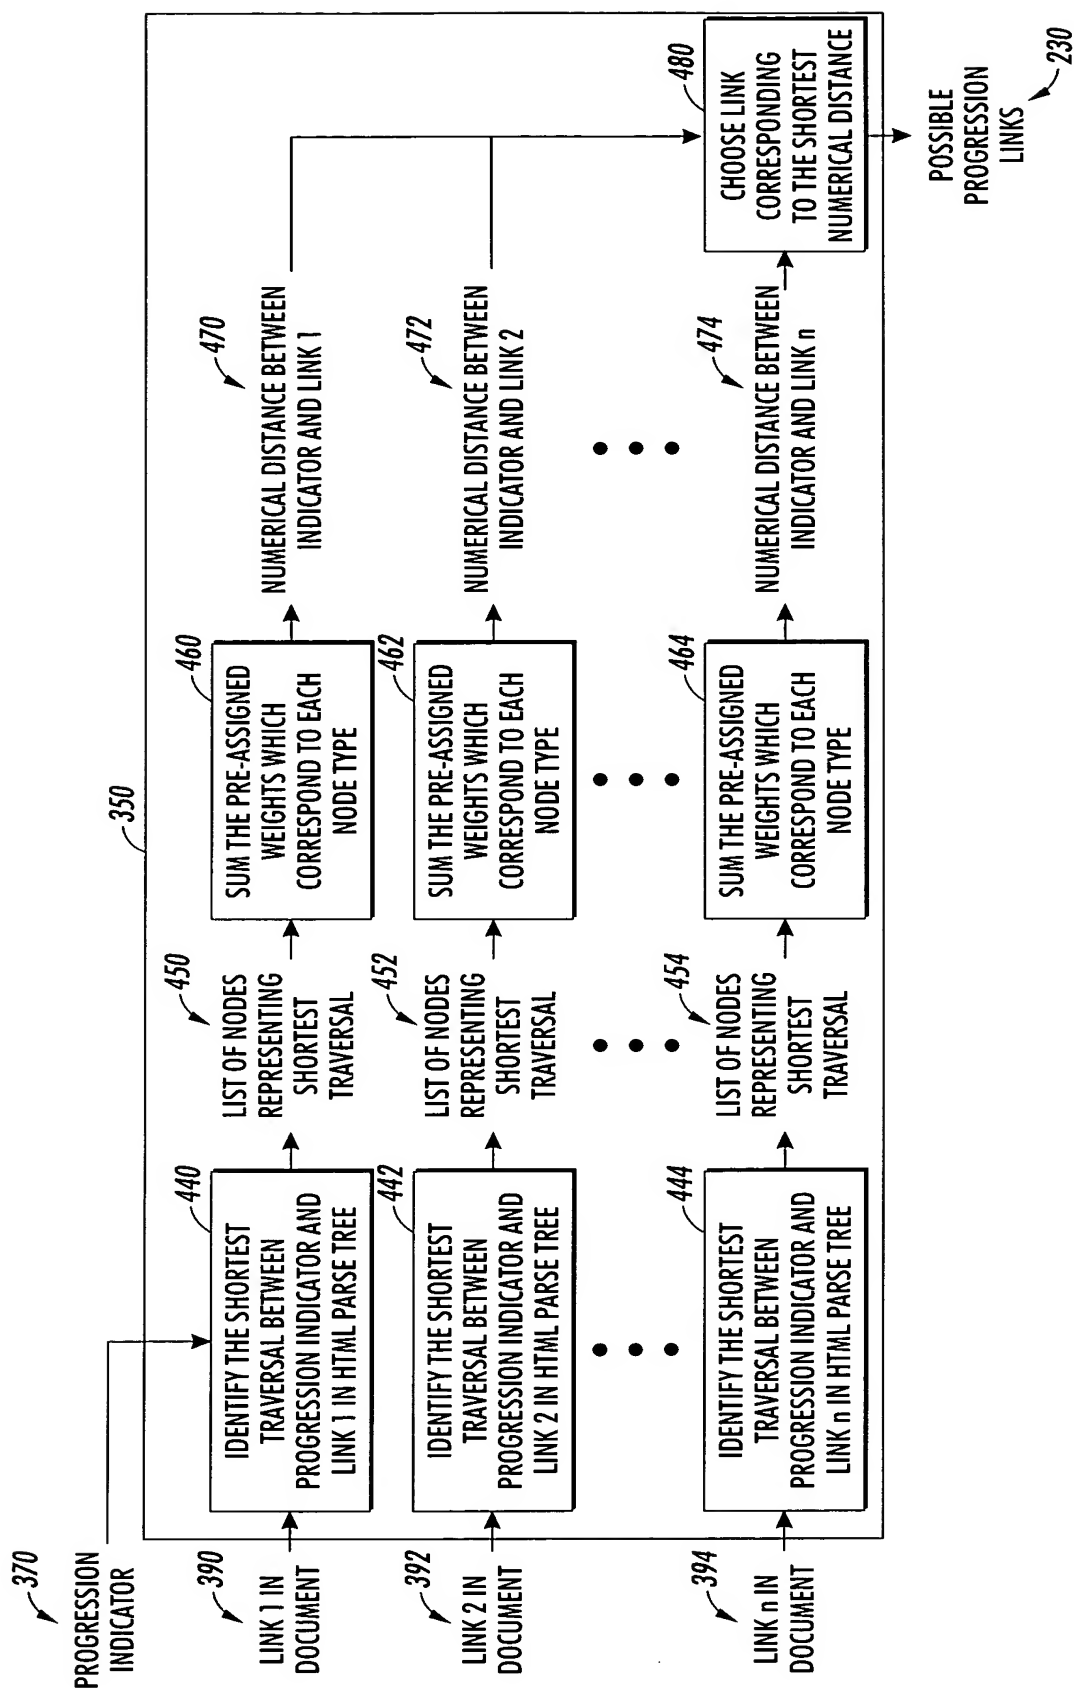 350
370
PROGRESSION
INDICATOR
390
LINK 1 IN
DOCUMENT
440
IDENTIFY THE SHORTEST
TRAVERSAL BETWEEN
PROGRESSION INDICATOR AND
LINK 1 IN HTML PARSE TREE
450
LIST OF NODES
REPRESENTING
SHORTEST
TRAVERSAL
460
SUM THE PRE-ASSIGNED
WEIGHTS WHICH
CORRESPOND TO EACH
NODE TYPE
470
NUMERICAL DISTANCE BETWEEN
INDICATOR AND LINK 1
392
LINK 2 IN
DOCUMENT
442
IDENTIFY THE SHORTEST
TRAVERSAL BETWEEN
PROGRESSION INDICATOR AND
LINK 2 IN HTML PARSE TREE
452
LIST OF NODES
REPRESENTING
SHORTEST
TRAVERSAL
462
SUM THE PRE-ASSIGNED
WEIGHTS WHICH
CORRESPOND TO EACH
NODE TYPE
472
NUMERICAL DISTANCE BETWEEN
INDICATOR AND LINK 2
394
LINK n IN
DOCUMENT
444
IDENTIFY THE SHORTEST
TRAVERSAL BETWEEN
PROGRESSION INDICATOR AND
LINK n IN HTML PARSE TREE
454
LIST OF NODES
REPRESENTING
SHORTEST
TRAVERSAL
464
SUM THE PRE-ASSIGNED
WEIGHTS WHICH
CORRESPOND TO EACH
NODE TYPE
474
NUMERICAL DISTANCE BETWEEN
INDICATOR AND LINK n
480
CHOOSE LINK
CORRESPONDING
TO THE SHORTEST
NUMERICAL DISTANCE
POSSIBLE
PROGRESSION
LINKS
230